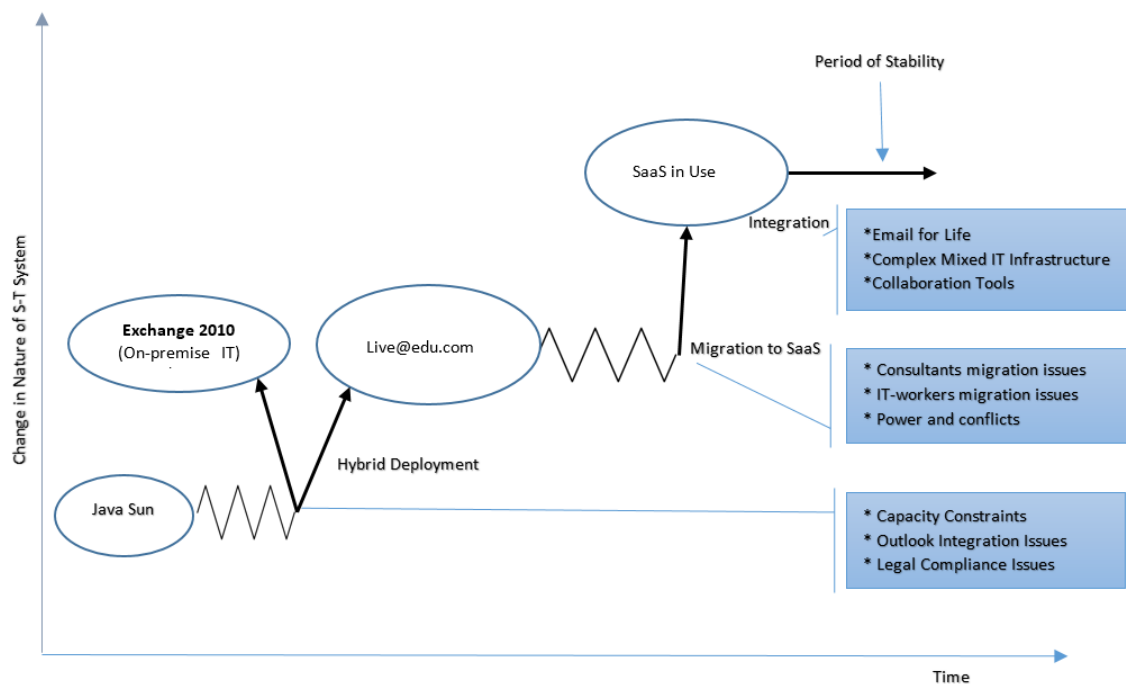 Period of Stability
SaaS in Use
Integration
*Email for Life
*Complex Mixed IT Infrastructure
*Collaboration Tools
Exchange 2010
(On-premise IT)
.
Live@edu.com
Migration to SaaS
* Consultants migration issues
* IT-workers migration issues
* Power and conflicts
Change in Nature of S-T System
Hybrid Deployment
Java Sun
* Capacity Constraints
* Outlook Integration Issues
* Legal Compliance Issues
Time